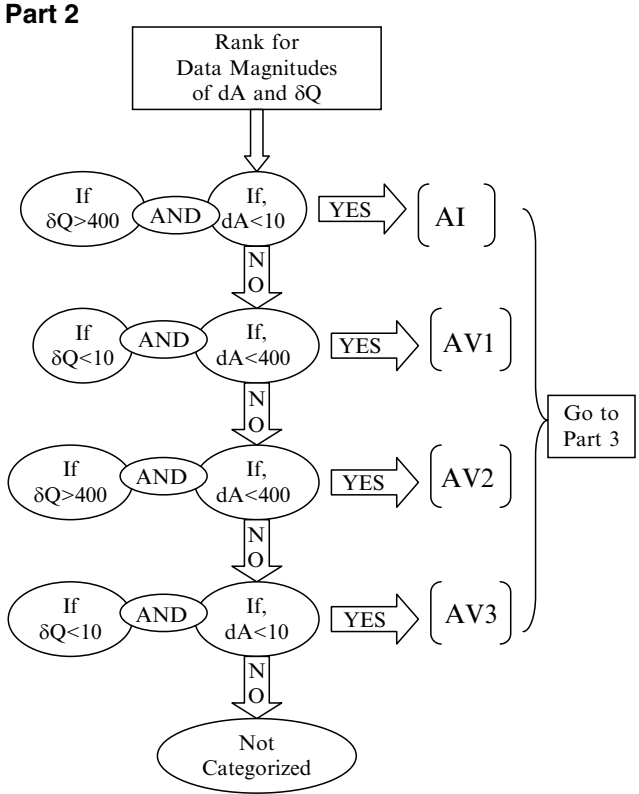 Part 2
Rank for
Data Magnitudes
of dA and δQ
If
δQ>400
AND
If,
dA<10
YES
AI
N
O
If
δQ<10
AND
If,
dA<400
YES
AV1
N
O
Go to
Part 3
If
δQ>400
AND
If,
dA<400
YES
AV2
N
O
If
δQ<10
AND
If,
dA<10
YES
AV3
N
O
Not
Categorized